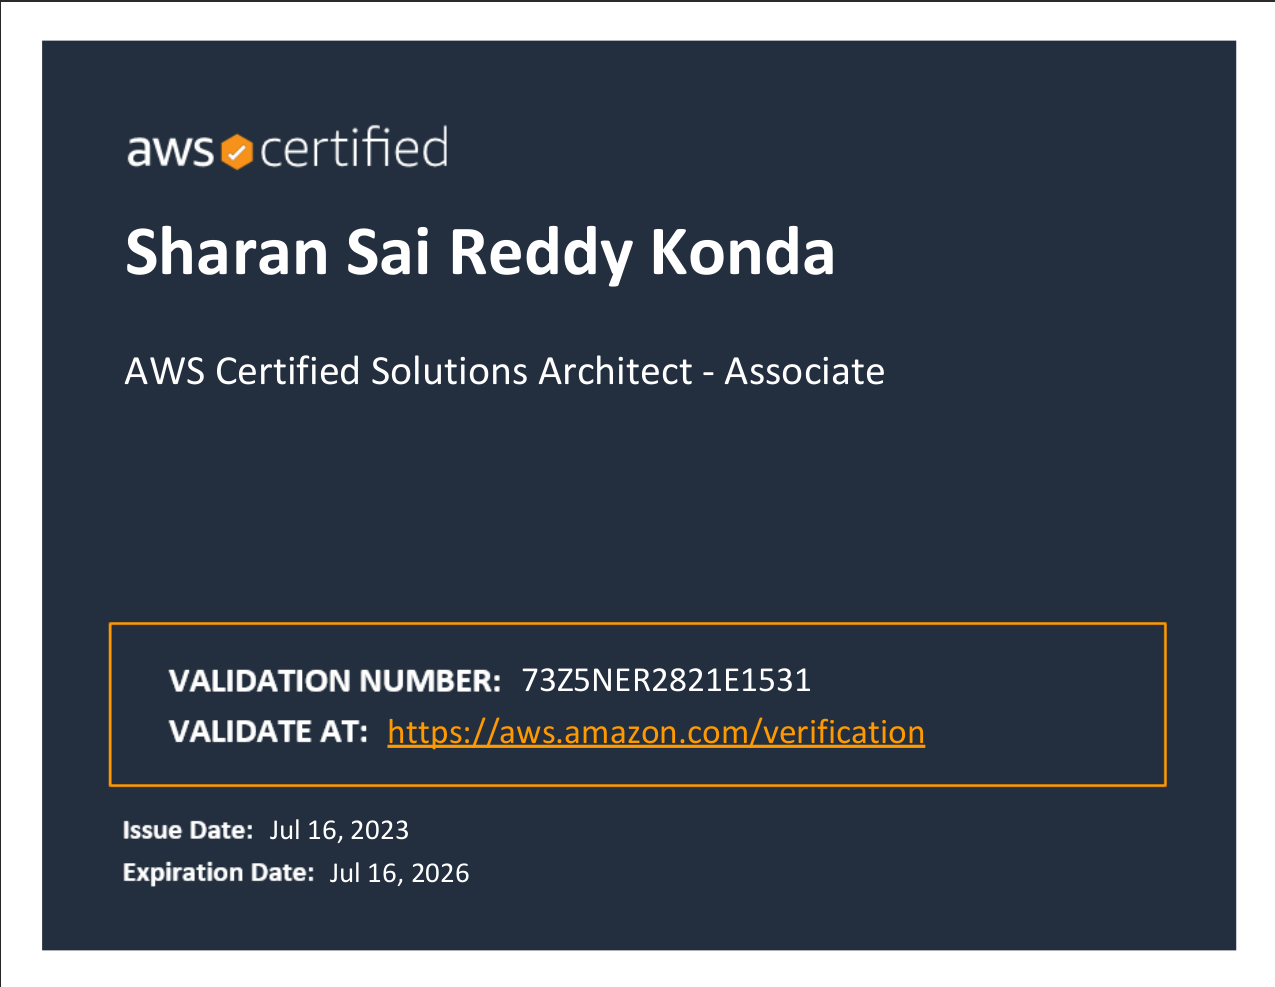 aws certified
Sharan Sai Reddy Konda
AWS Certified Solutions Architect - Associate
VALIDATION NUMBER: 73Z5NER2821E1531
VALIDATE AT: https://aws.amazon.com/verification
Issue Date: Jul 16, 2023
Expiration Date: Jul 16, 2026